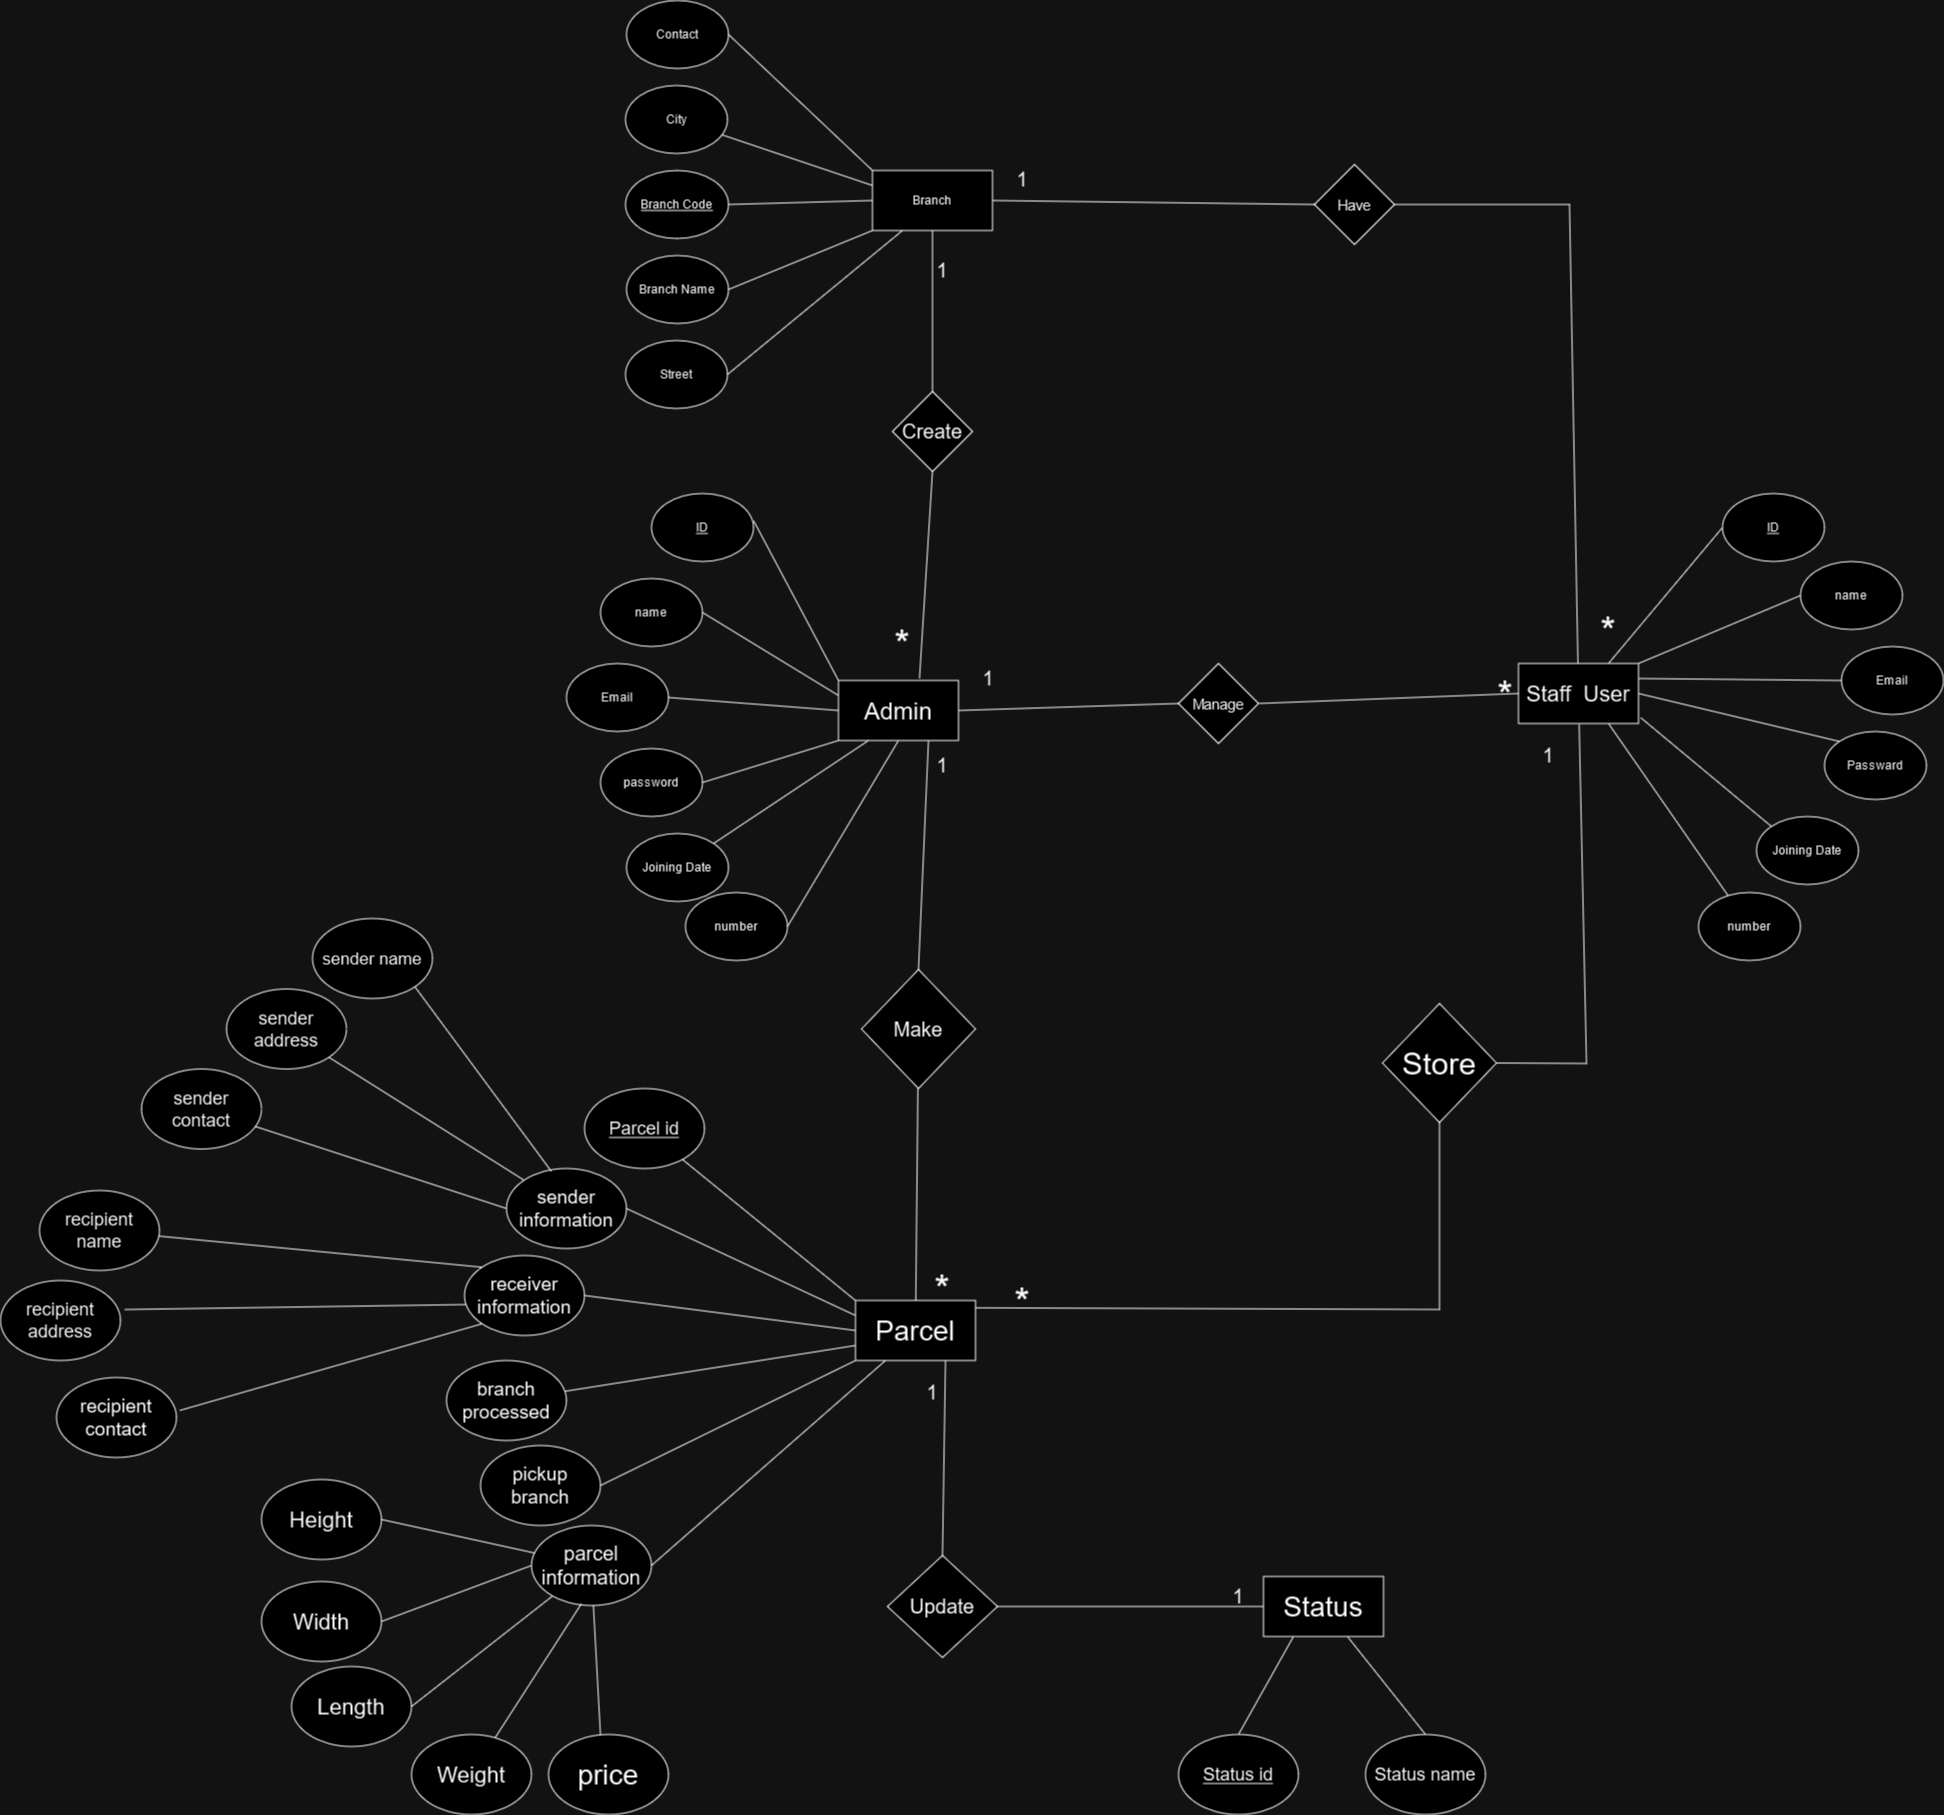 Contact
City
Branch Code
Branch Name
Street
Branch
1
Have
1
Create
ID
name
Email
password
Joining Date
number
*
Admin
1
Manage
*
*
Staff User
1
ID
name
Email
Passward
Joining Date
number
1
Make
Store
sender name
sender
address
sender
contact
Parcel id
sender
information
recipient
name
recipient
address
recipient
contact
receiver
information
*
*
Parcel
1
branch
processed
pickup
branch
parcel
information
Height
Width
Length
Weight
price
Update
1
Status
Status id
Status name